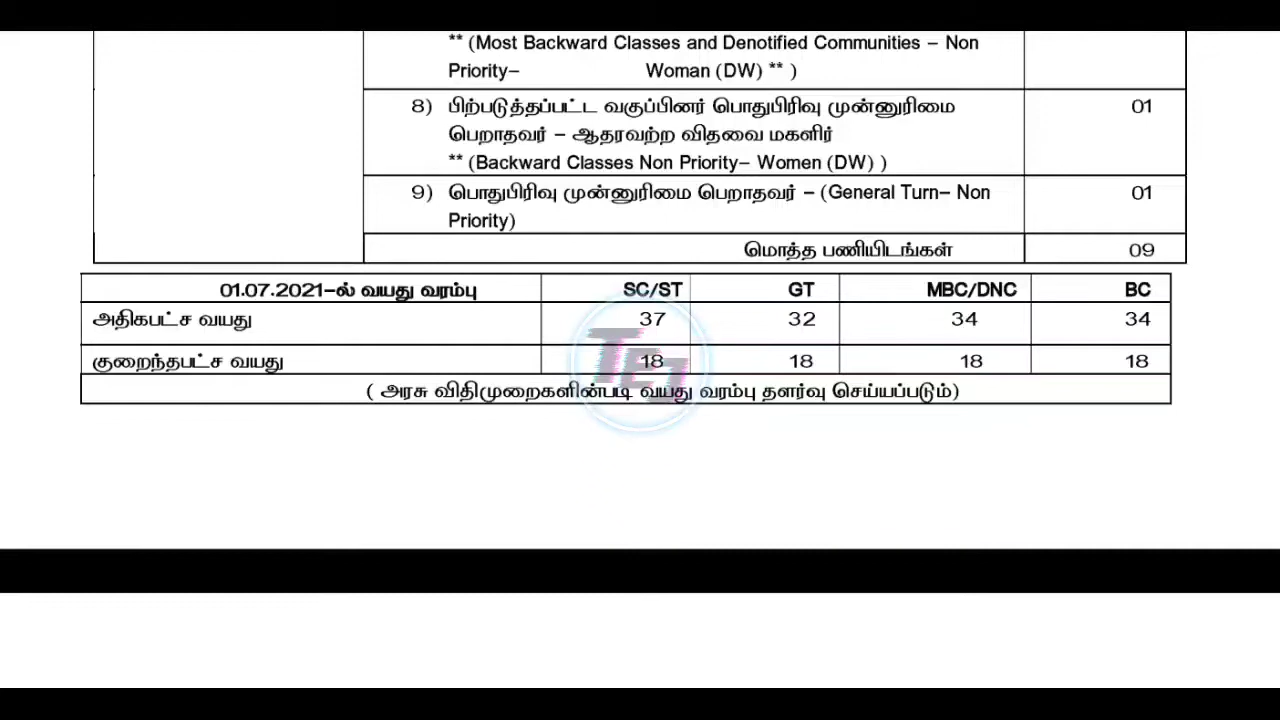 ** (Most Backward Classes and Denotified Communities – Non
Priority– Woman (DW) ** )
8) பிற்படுத்தப்பட்ட வகுப்பினர் பொதுபிரிவு முன்னுரிமை 01
பெறாதவர் – ஆதரவற்ற விதவை மகளிர்
** (Backward Classes Non Priority– Women (DW) )
9) பொதுபிரிவு முன்னுரிமை பெறாதவர் – (General Turn– Non 01
Priority)
மொத்த பணியிடங்கள் 09
01.07.2021–ல் வயது வரம்பு SC/ST GT MBC/DNC BC
அதிகபட்ச வயது 37 32 34 34
குறைந்தபட்ச வயது 18 18 18 18
( அரசு விதிமுறைகளின்படி வயது வரம்பு தளர்வு செய்யப்படும்)
TEJ